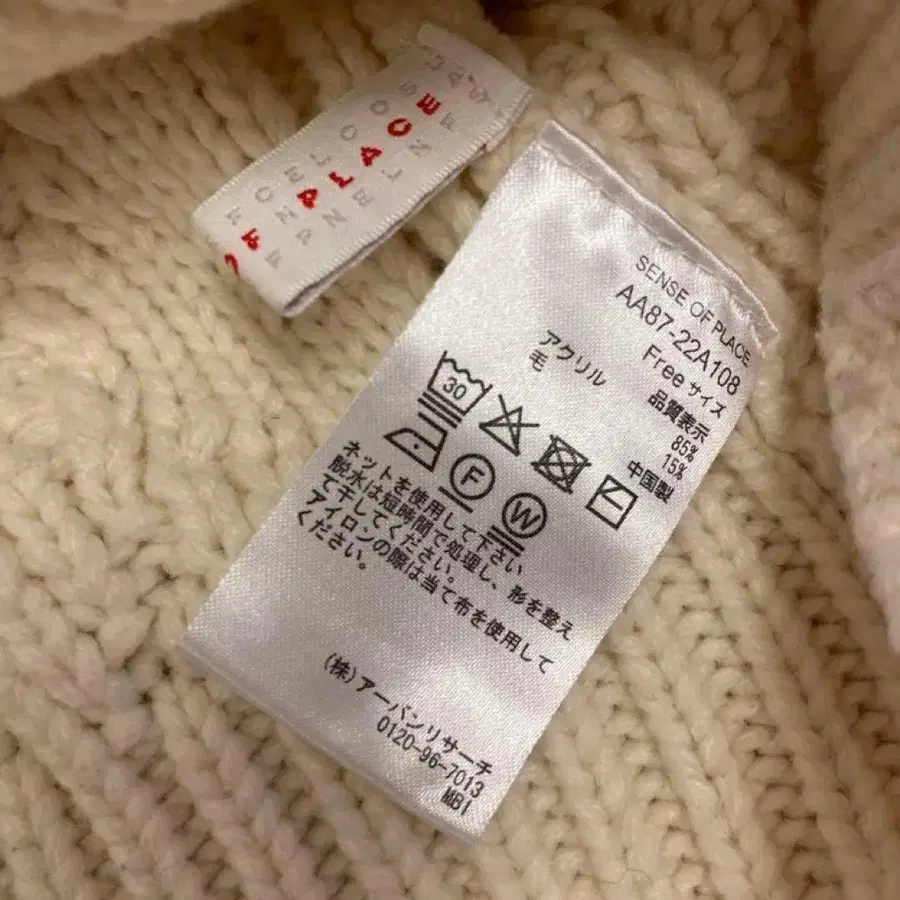 SENSE OF PLACE
AA87-22A108
Free サイズ
品質表示
アクリル 85%
毛 15%
中国製
30
F
W
ネットを使用して下さい
脱水は短時間で処理し、形を整え
て干してください。
アイロンの際は当て布を使用して
ください。
(株)アーバンリサーチ
0120-96-7013
MBI